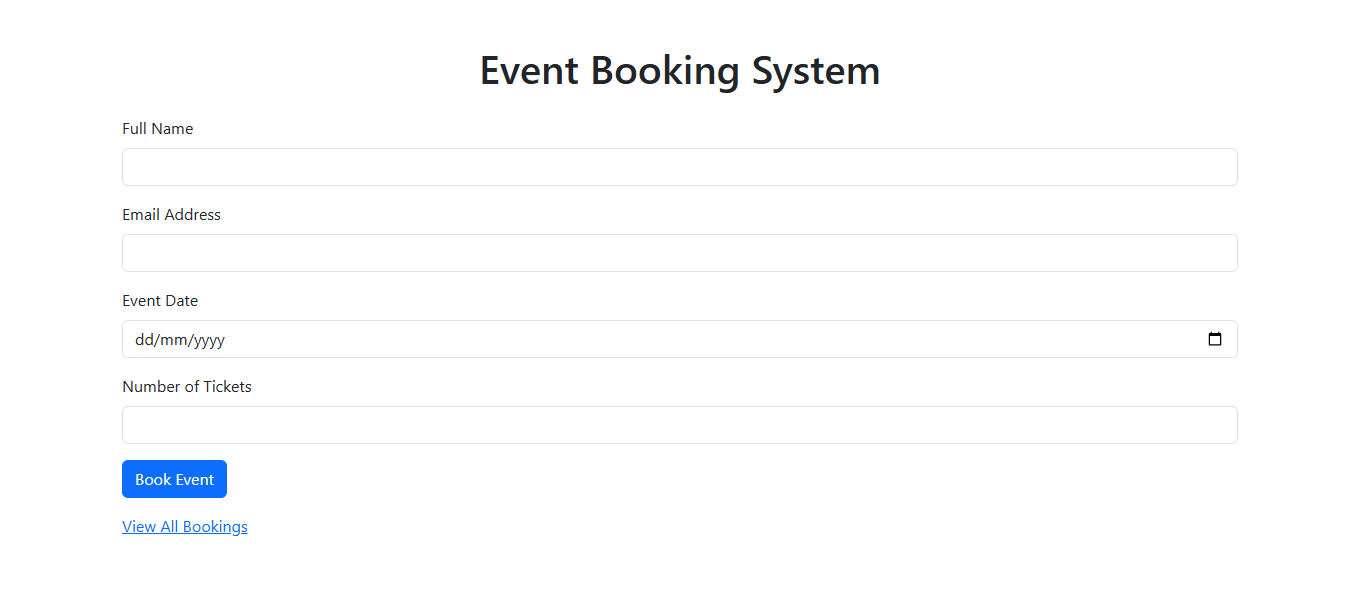 Event Booking System
Full Name
Email Address
Event Date
dd/mm/yyyy
Number of Tickets
Book Event
View All Bookings